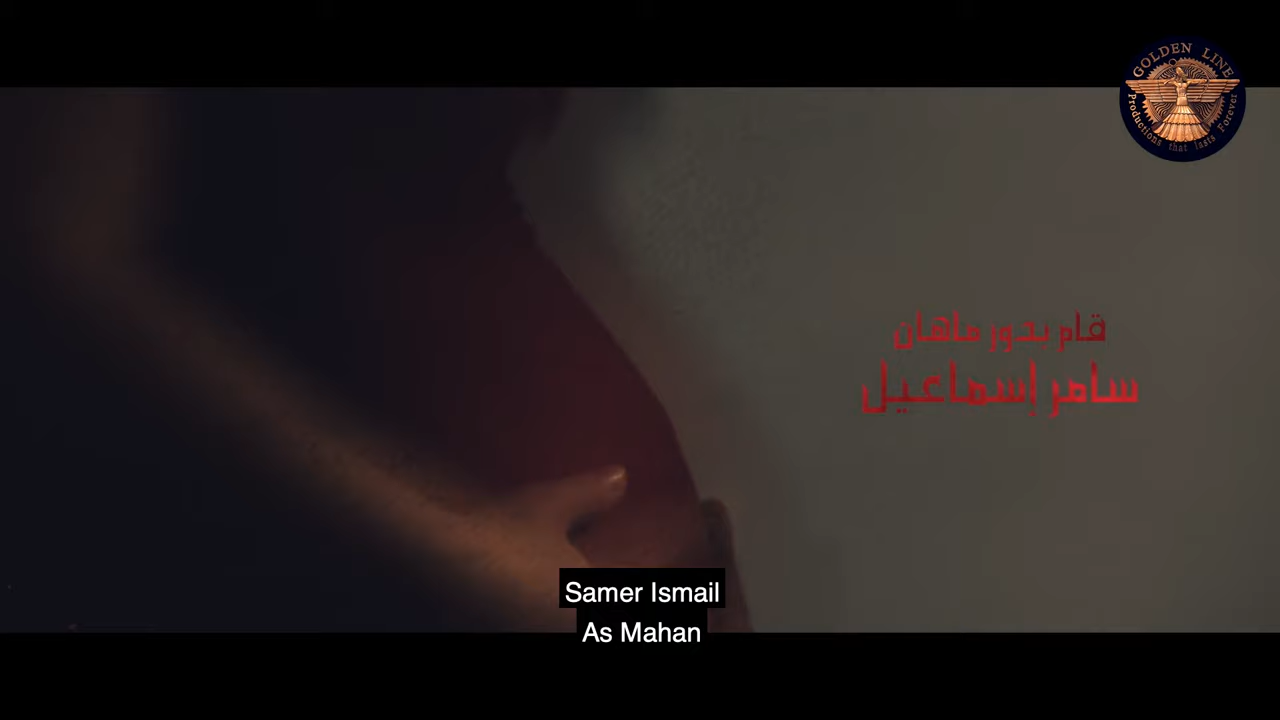 GOLDEN LINE
Productions that lasts Forever
قام بدور ماهان
سامر إسماعيل
Samer Ismail
As Mahan